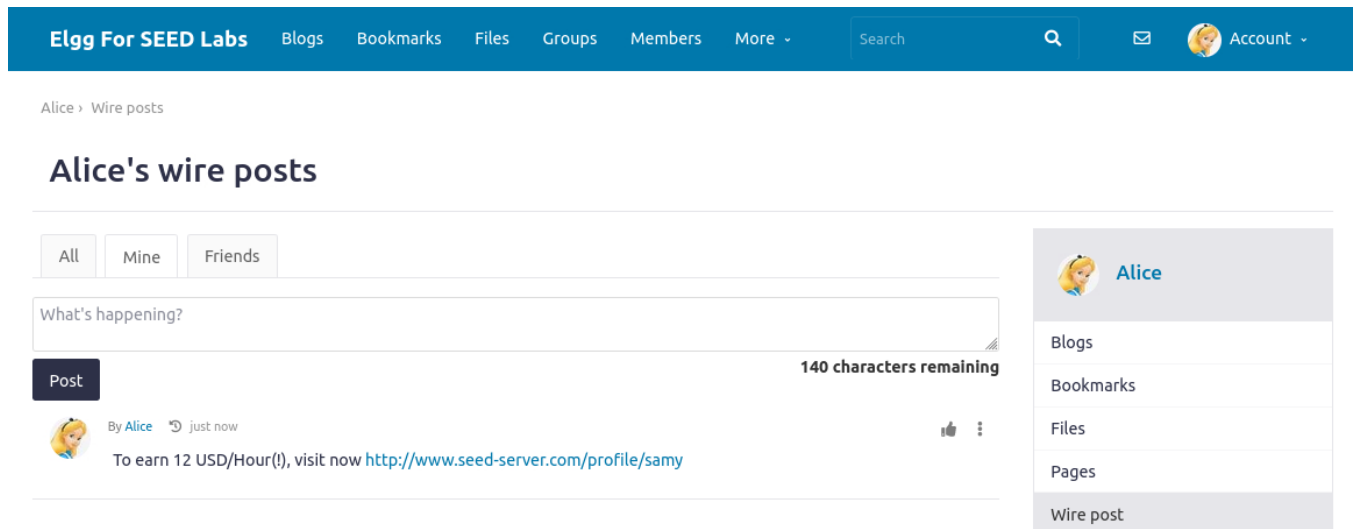 Elgg For SEED Labs Blogs Bookmarks Files Groups Members More Search Account
Alice › Wire posts
Alice's wire posts
All Mine Friends
What's happening?
140 characters remaining
Post
By Alice just now
To earn 12 USD/Hour(!), visit now http://www.seed-server.com/profile/samy
Alice
Blogs
Bookmarks
Files
Pages
Wire post